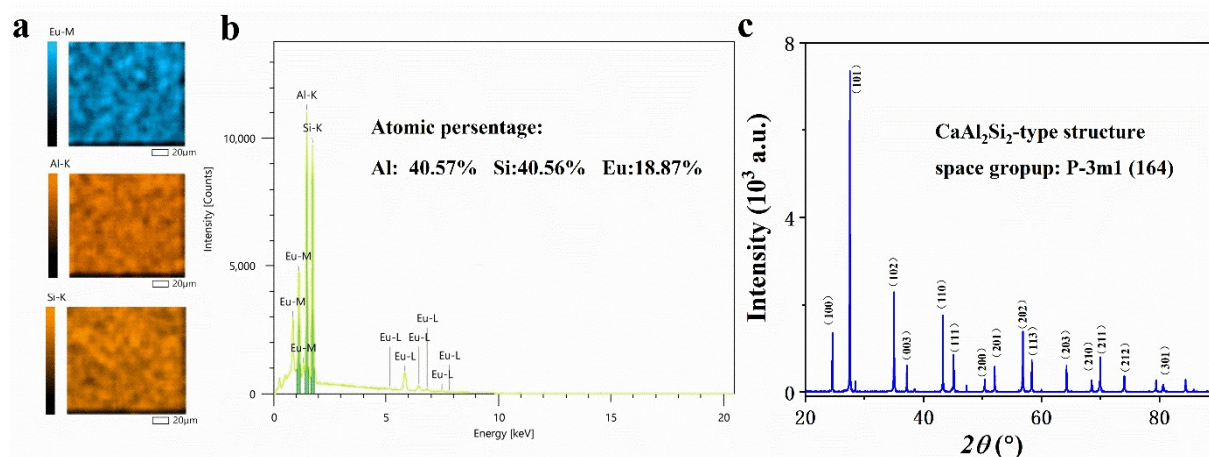 a
Eu-M
20μm
Al-K
20μm
Si-K
20μm
b
Intensity [Counts]
10,000
5,000
0
Al-K
Si-K
Eu-M
Eu-M
Eu-M
Eu-L
Eu-L
Eu-L
Eu-L
Eu-L
Eu-L
Atomic persentage:
Al: 40.57% Si:40.56% Eu:18.87%
0 5 10 15 20
Energy [keV]
c
Intensity (10³ a.u.)
8
4
0
CaAl₂Si₂-type structure
space gropup: P-3m1 (164)
(100)
(101)
(102)
(003)
(110)
(111)
(200)
(201)
(202)
(113)
(203)
(210)
(211)
(212)
(301)
20 40 60 80
2θ (°)